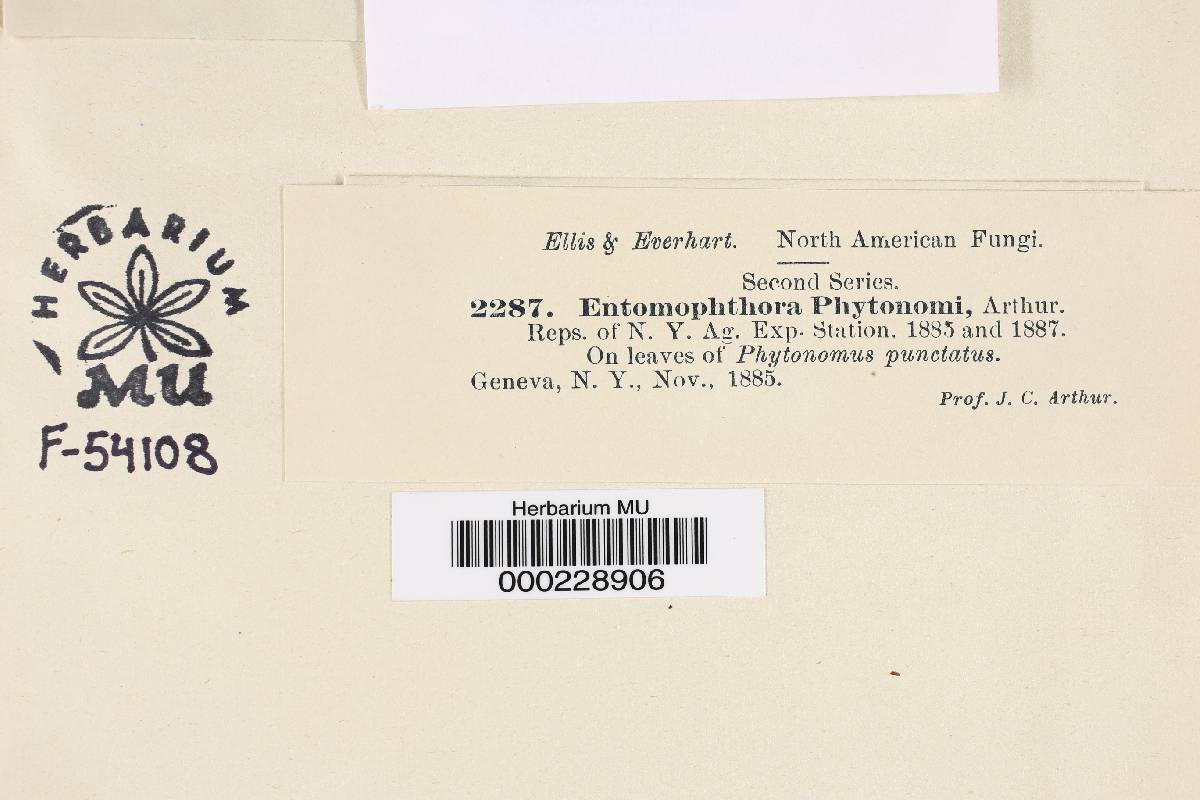 HERBARIUM
MU
F-54108
Ellis & Everhart. North American Fungi.
Second Series.
2287. Entomophthora Phytonomi, Arthur.
Reps. of N. Y. Ag. Exp. Station. 1885 and 1887.
On leaves of Phytonomus punctatus.
Geneva, N. Y., Nov., 1885.
Prof. J. C. Arthur.
Herbarium MU
000228906